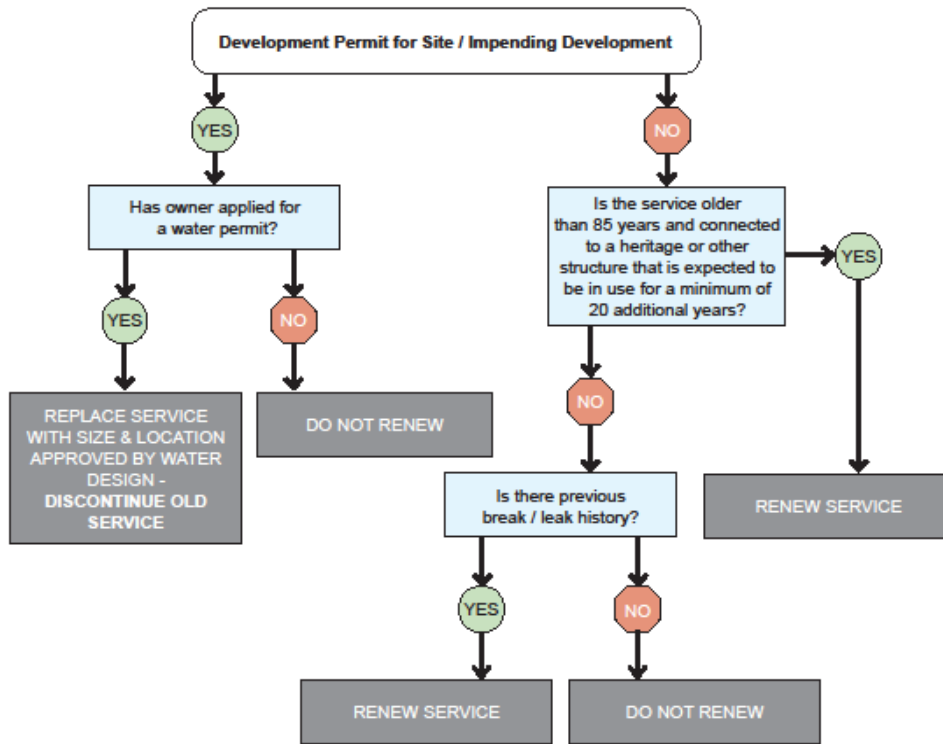 Development Permit for Site / Impending Development
YES
NO
Has owner applied for
a water permit?
Is the service older
than 85 years and connected
to a heritage or other
structure that is expected to
be in use for a minimum of
20 additional years?
YES
YES
NO
NO
REPLACE SERVICE
WITH SIZE & LOCATION
APPROVED BY WATER
DESIGN -
DISCONTINUE OLD
SERVICE
DO NOT RENEW
Is there previous
break / leak history?
RENEW SERVICE
YES
NO
RENEW SERVICE
DO NOT RENEW